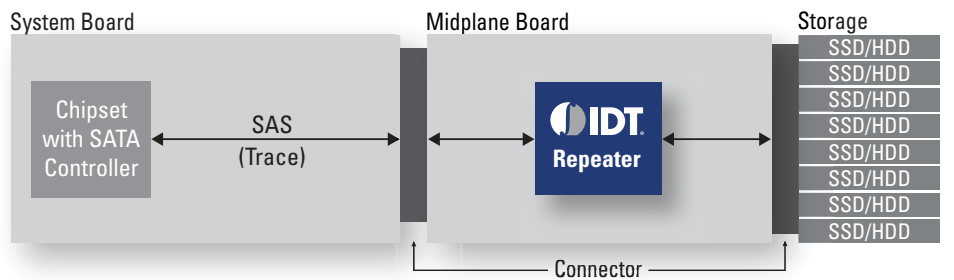 System Board
Midplane Board
Storage
Chipset
with SATA
Controller
SAS
(Trace)
IDT.
Repeater
SSD/HDD
SSD/HDD
SSD/HDD
SSD/HDD
SSD/HDD
SSD/HDD
SSD/HDD
SSD/HDD
Connector